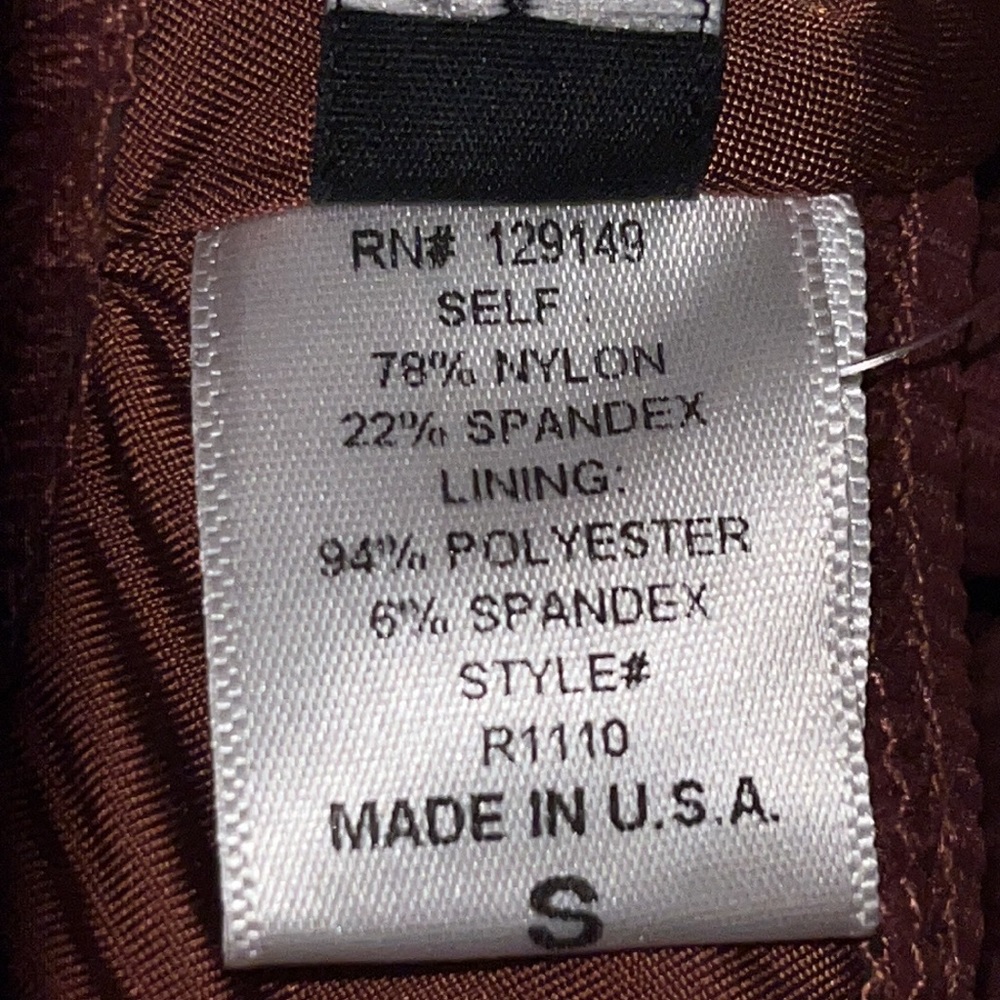 RN# 129149
SELF :
78% NYLON
22% SPANDEX
LINING:
94% POLYESTER
6% SPANDEX
STYLE#
R1110
MADE IN U.S.A.
S